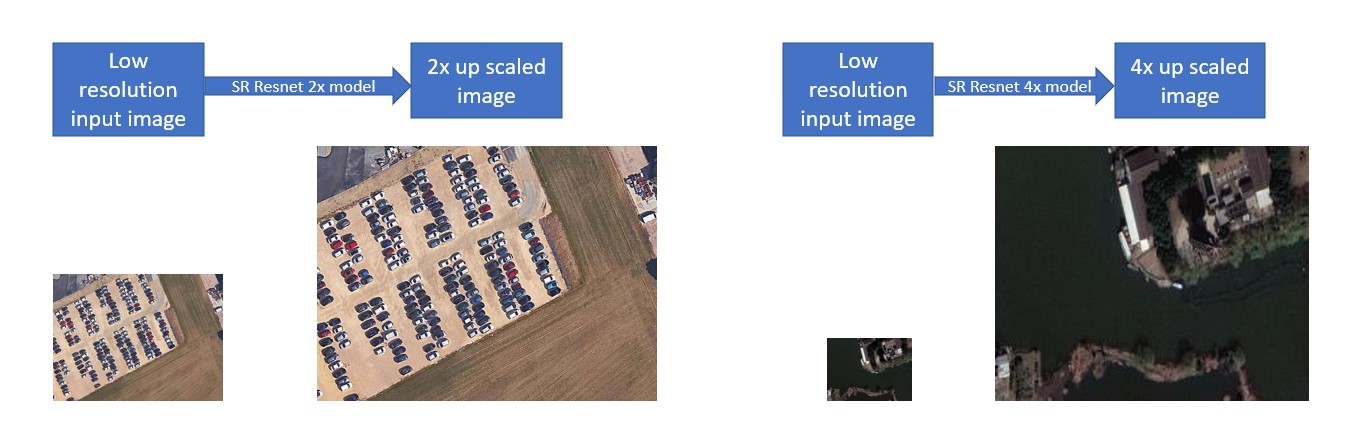 Low
resolution
input image
SR Resnet 2x model
2x up scaled
image
Low
resolution
input image
SR Resnet 4x model
4x up scaled
image